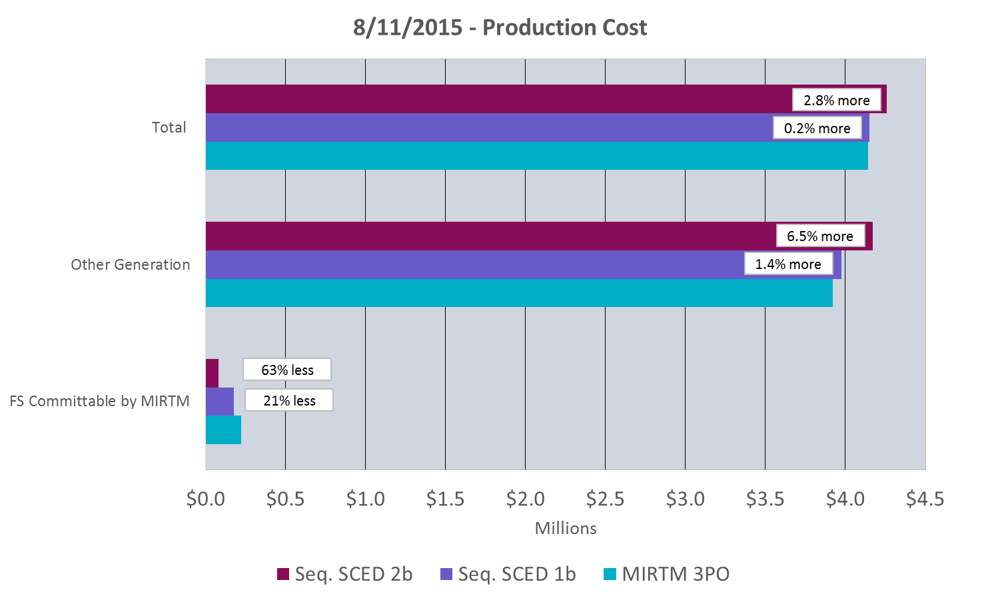 8/11/2015 - Production Cost
2.8% more
Total
0.2% more
6.5% more
Other Generation
1.4% more
63% less
FS Committable by MIRTM
21% less
$0.0 $0.5 $1.0 $1.5 $2.0 $2.5 $3.0 $3.5 $4.0 $4.5
Millions
Seq. SCED 2b Seq. SCED 1b MIRTM 3PO